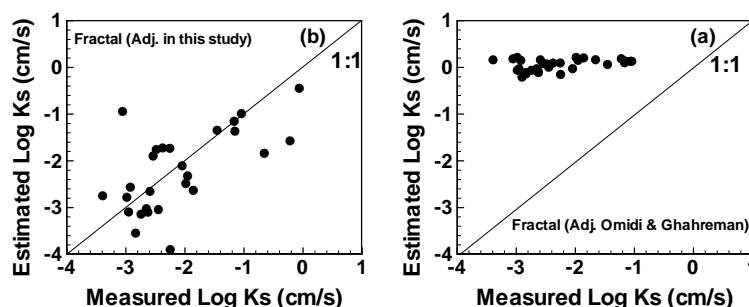 Fractal (Adj. in this study)
(b)
1:1
Estimated Log Ks (cm/s)
1
0
-1
-2
-3
-4
-4 -3 -2 -1 0 1
Measured Log Ks (cm/s)
(a)
1:1
Estimated Log Ks (cm/s)
1
0
-1
-2
-3
-4
Fractal (Adj. Omidi & Ghahreman)
-4 -3 -2 -1 0 1
Measured Log Ks (cm/s)